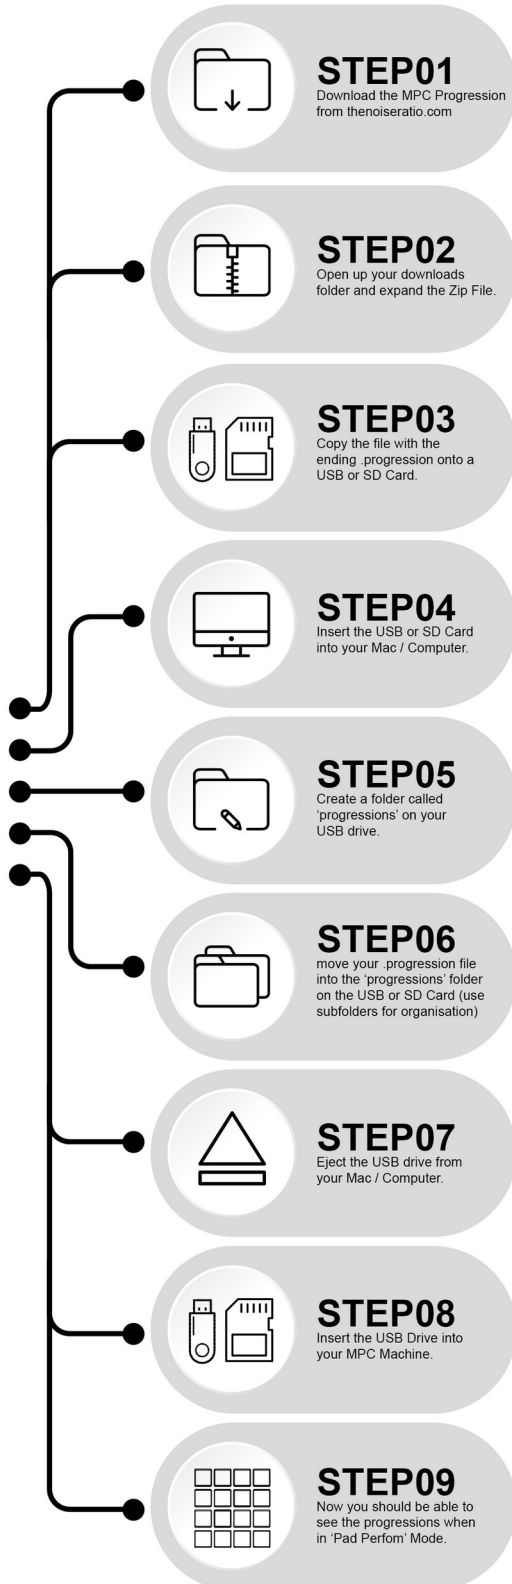 STEP01
Download the MPC Progression
from thenoiseratio.com
STEP02
Open up your downloads
folder and expand the Zip File.
STEP03
Copy the file with the
ending .progression onto a
USB or SD Card.
STEP04
Insert the USB or SD Card
into your Mac / Computer.
STEP05
Create a folder called
‘progressions’ on your
USB drive.
STEP06
move your .progression file
into the ‘progressions’ folder
on the USB or SD Card (use
subfolders for organisation)
STEP07
Eject the USB drive from
your Mac / Computer.
STEP08
Insert the USB Drive into
your MPC Machine.
STEP09
Now you should be able to
see the progressions when
in ‘Pad Perfom’ Mode.